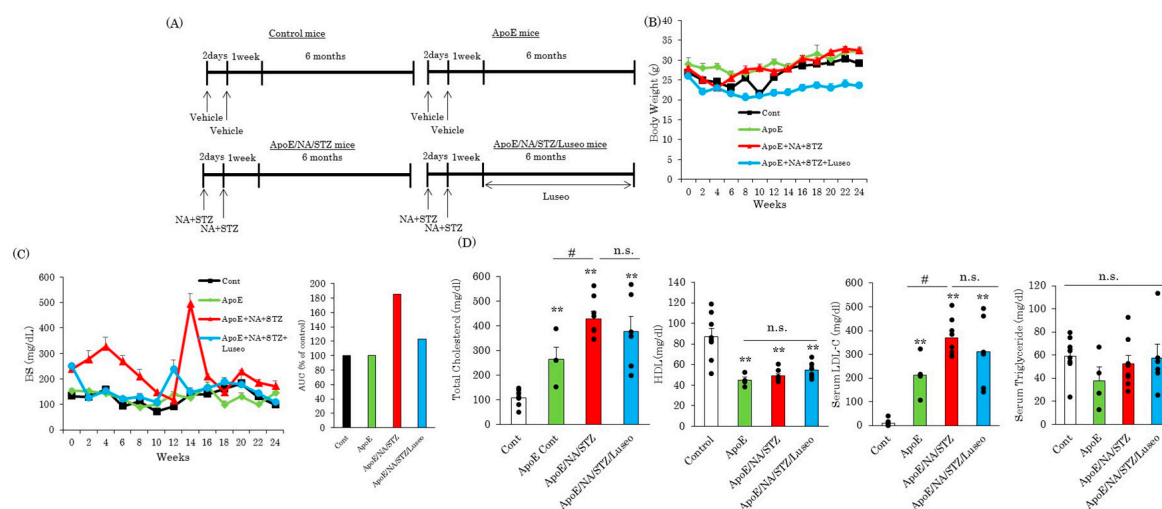 (A)
Control mice
2days 1week 6 months
Vehicle
Vehicle
ApoE mice
2days 1week 6 months
Vehicle
Vehicle
ApoE/NA/STZ mice
2days 1week 6 months
NA+STZ
NA+STZ
ApoE/NA/STZ/Luseo mice
2days 1week 6 months
Luseo
NA+STZ
NA+STZ
(B)
Body Weight (g)
40
35
30
25
20
15
10
5
0
Cont
ApoE
ApoE+NA+STZ
ApoE+NA+STZ+Luseo
0 2 4 6 8 10 12 14 16 18 20 22 24
Weeks
(C)
BS (mg/dL)
600
500
400
300
200
100
0
Cont
ApoE
ApoE+NA+STZ
ApoE+NA+STZ+
Luseo
0 2 4 6 8 10 12 14 16 18 20 22 24
Weeks
AUC (% of control)
200
180
160
140
120
100
80
60
40
20
0
Cont
ApoE
ApoE/NA/STZ
ApoE/NA/STZ/Luseo
(D)
Total Cholesterol (mg/dl)
600
500
400
300
200
100
0
# n.s.
** ** **
Cont
ApoE Cont
ApoE/NA/STZ
ApoE/NA/STZ/Luseo
HDL(mg/dl)
140
120
100
80
60
40
20
0
n.s.
** ** **
Control
ApoE
ApoE/NA/STZ
ApoE/NA/STZ/Luseo
Serum LDL-C (mg/dl)
600
500
400
300
200
100
0
# n.s.
** ** **
Cont
ApoE
ApoE/NA/STZ
ApoE/NA/STZ/Luseo
Serum Triglyceride (mg/dl)
120
100
80
60
40
20
0
n.s.
Cont
ApoE
ApoE/NA/STZ
ApoE/NA/STZ/Luseo